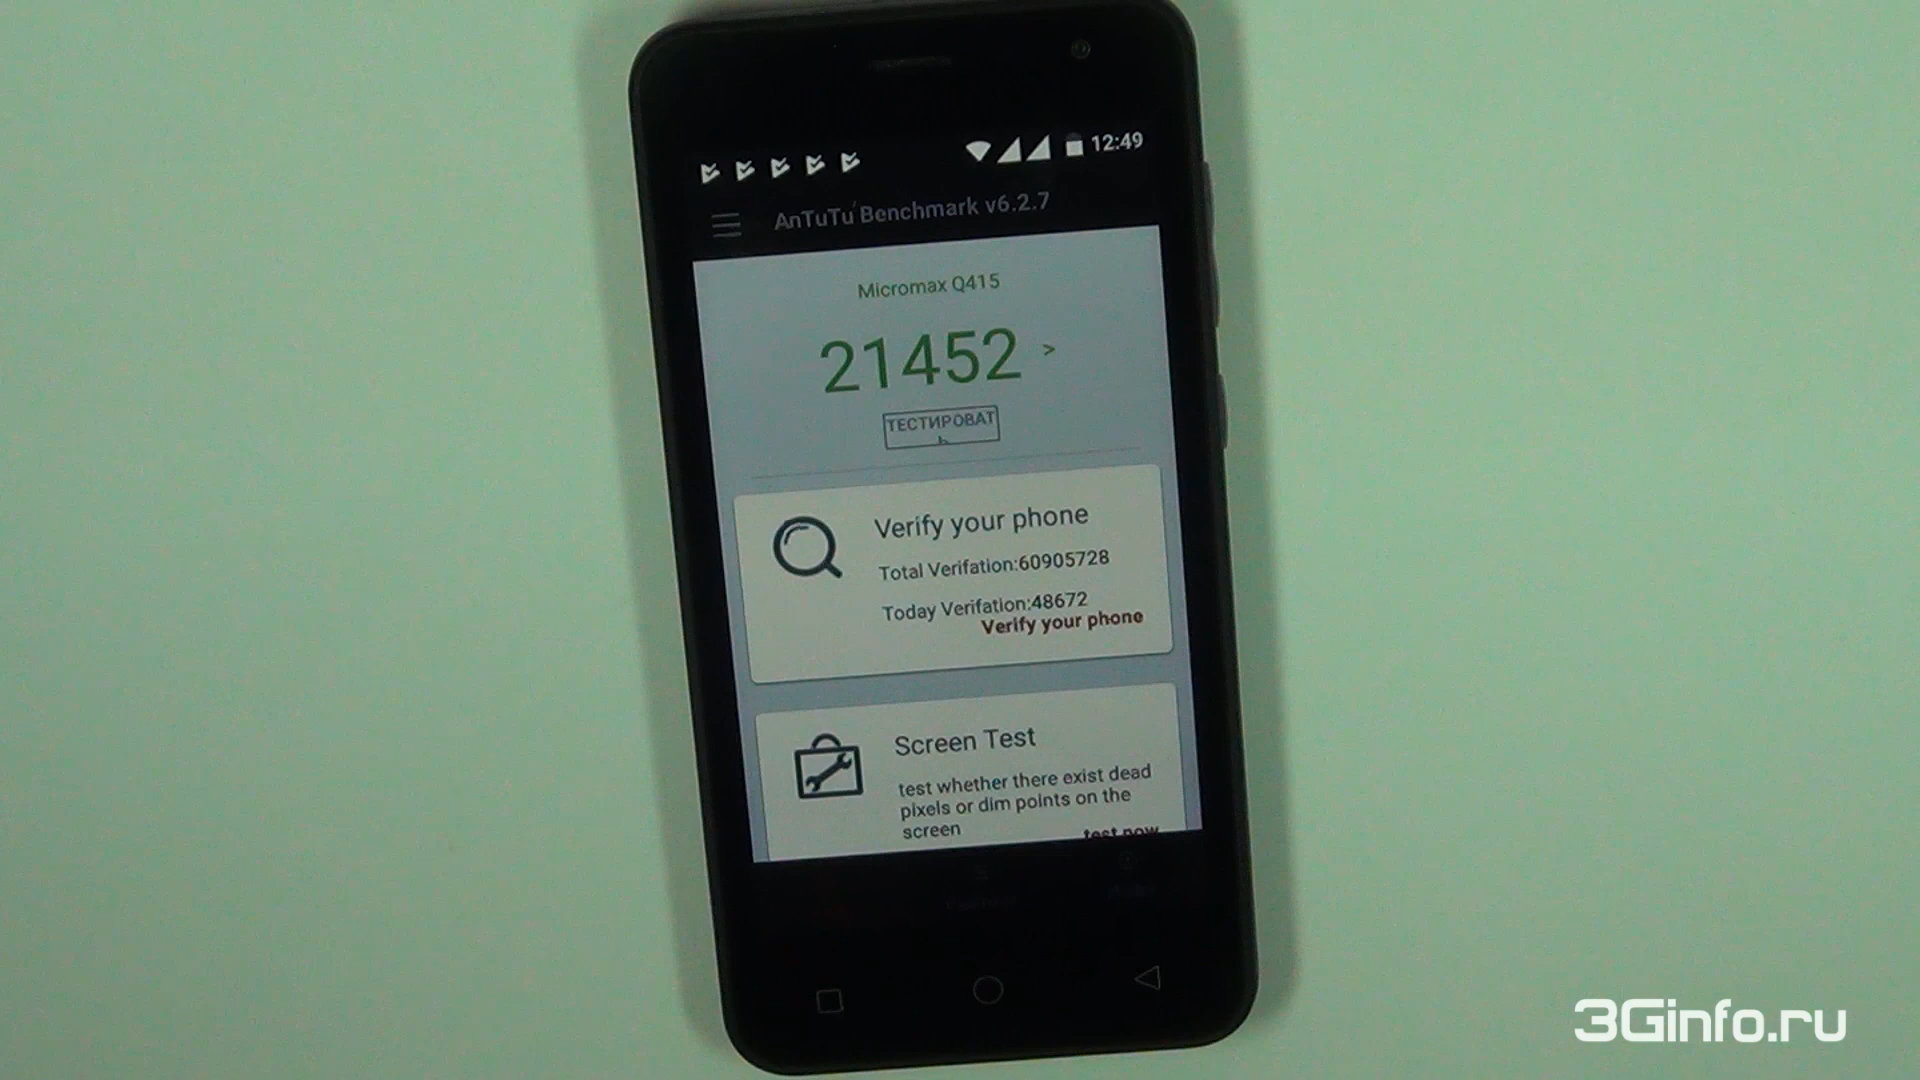 12:49
AnTuTu Benchmark v6.2.7
Micromax Q415
21452 >
ТЕСТИРОВАТ
Ь
Verify your phone
Total Verifation:60905728
Today Verifation:48672
Verify your phone
Screen Test
test whether there exist dead
pixels or dim points on the
screen
test now
3Ginfo.ru